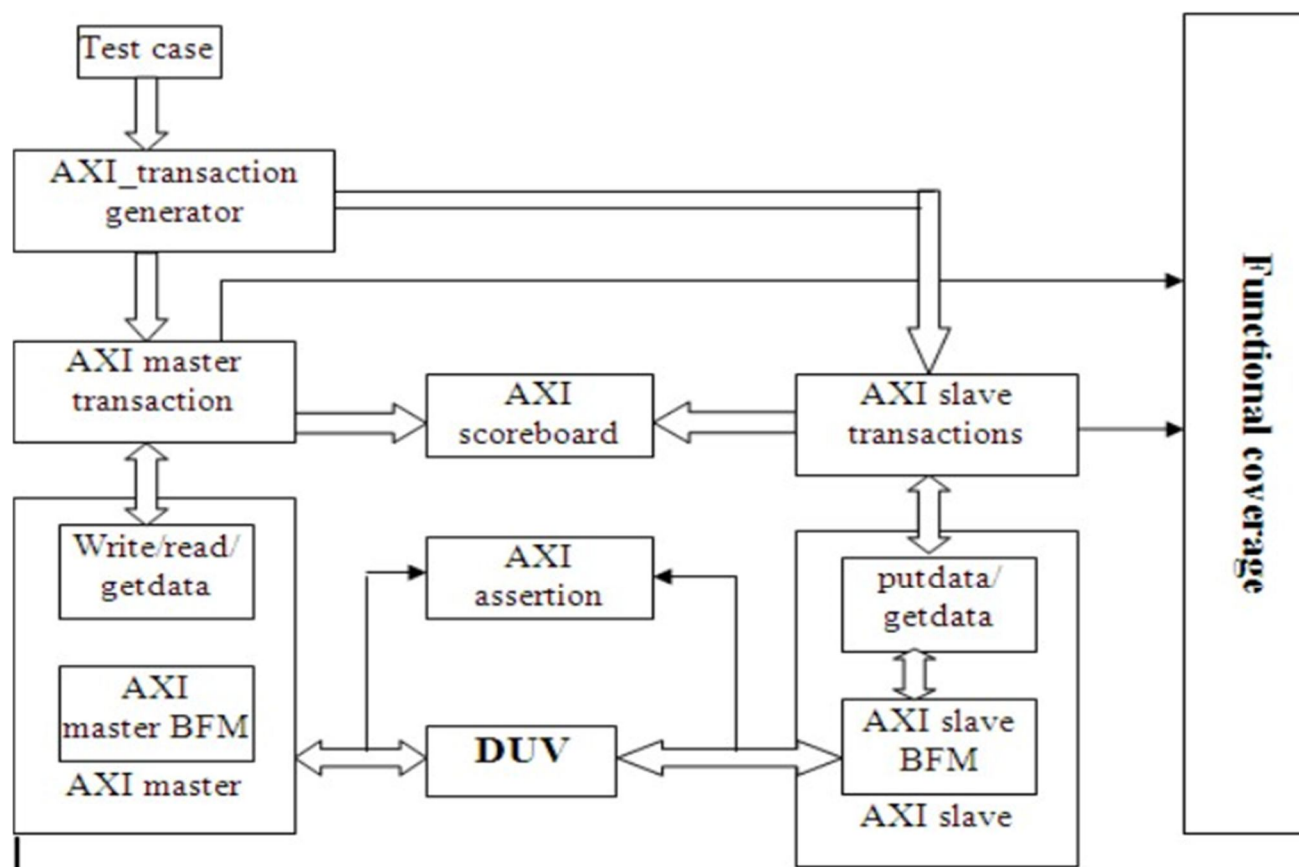 Test case
AXI_transaction
generator
AXI master
transaction
AXI
scoreboard
AXI slave
transactions
Write/read/
getdata
AXI
master BFM
AXI master
AXI
assertion
DUV
putdata/
getdata
AXI slave
BFM
AXI slave
Functional coverage